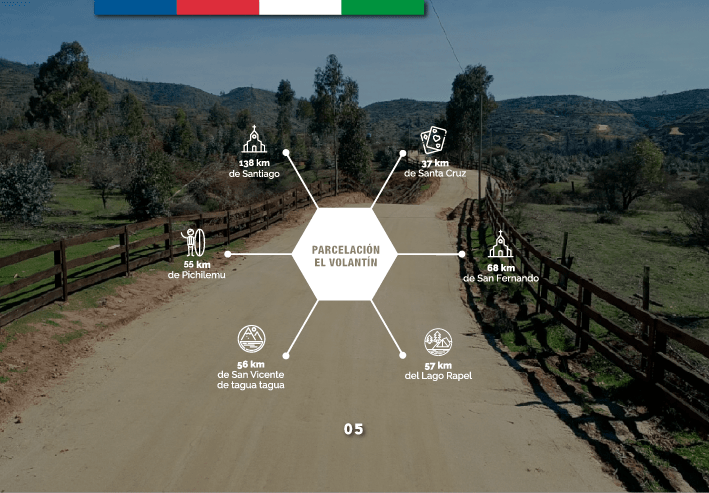 138 km
de Santiago
37 km
de Santa Cruz
PARCELACIÓN
EL VOLANTÍN
55 km
de Pichilemu
68 km
de San Fernando
56 km
de San Vicente
de tagua tagua
57 km
del Lago Rapel
05